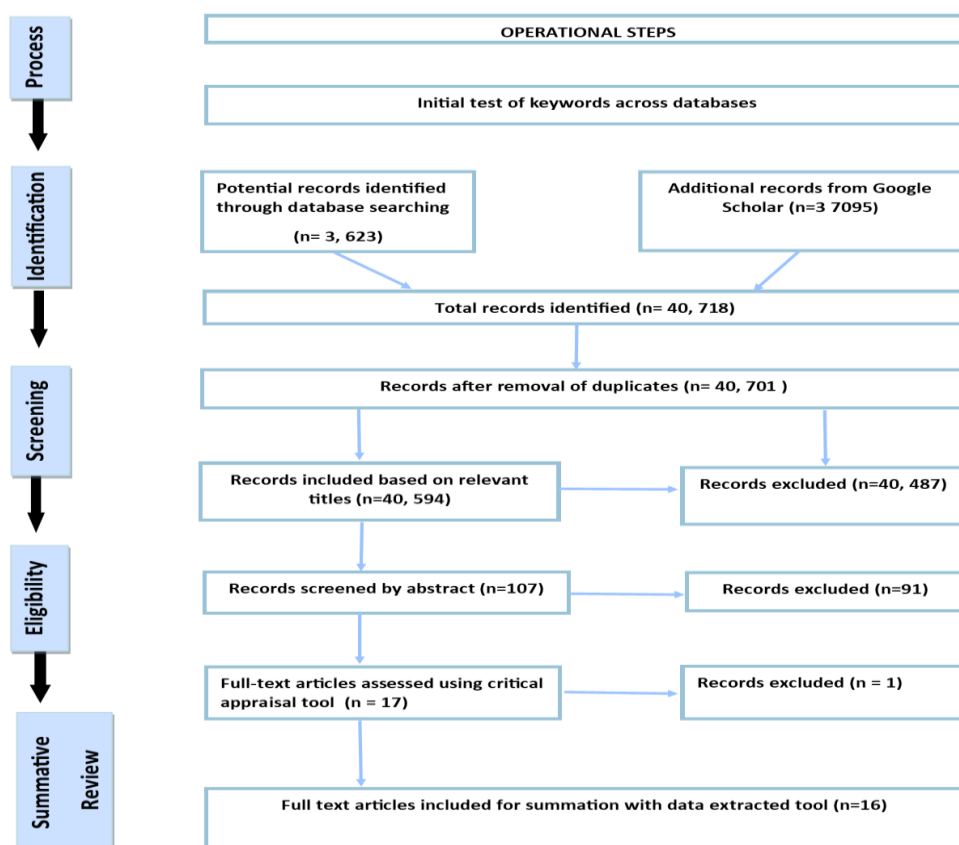 Process
OPERATIONAL STEPS
Initial test of keywords across databases
Identification
Potential records identified
through database searching
(n= 3, 623)
Additional records from Google
Scholar (n=3 7095)
Total records identified (n= 40, 718)
Screening
Records after removal of duplicates (n= 40, 701 )
Records included based on relevant
titles (n=40, 594)
Records excluded (n=40, 487)
Eligibility
Records screened by abstract (n=107)
Records excluded (n=91)
Full-text articles assessed using critical
appraisal tool  (n = 17)
Records excluded (n = 1)
Summative
Review
Full text articles included for summation with data extracted tool (n=16)